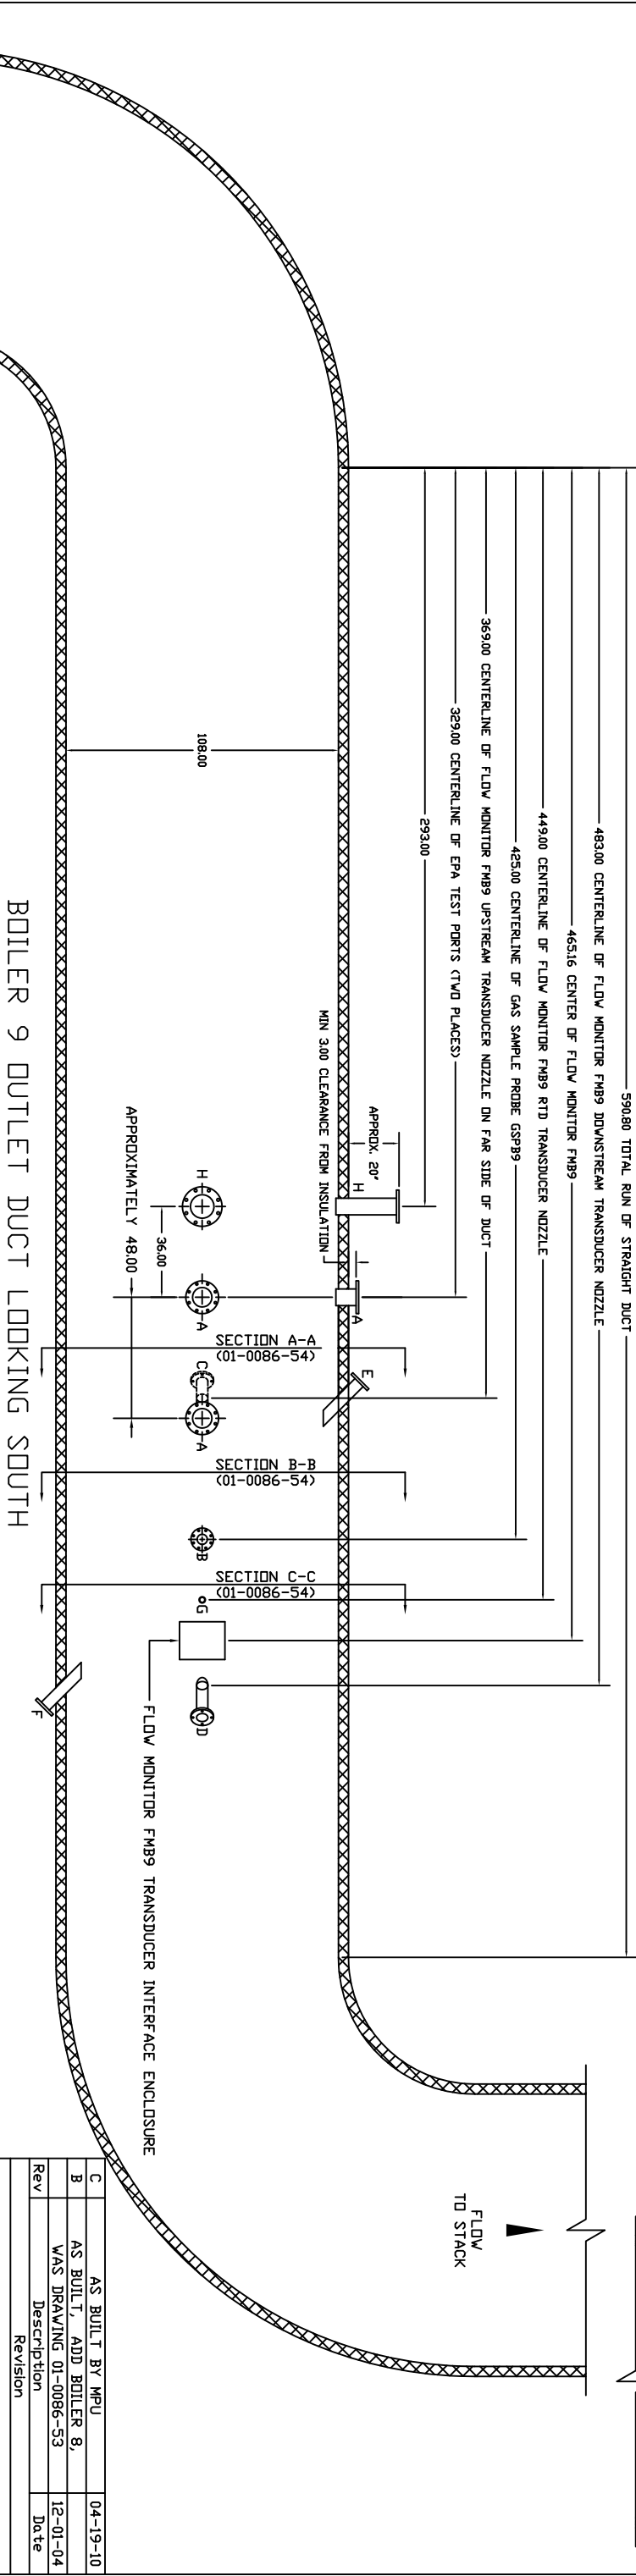 590.80 TOTAL RUN OF STRAIGHT DUCT
483.00 CENTERLINE OF FLOW MONITOR FMB9 DOWNSTREAM TRANSDUCER NOZZLE
465.16 CENTER OF FLOW MONITOR FMB9
449.00 CENTERLINE OF FLOW MONITOR FMB9 RTD TRANSDUCER NOZZLE
425.00 CENTERLINE OF GAS SAMPLE PROBE GSPB9
369.00 CENTERLINE OF FLOW MONITOR FMB9 UPSTREAM TRANSDUCER NOZZLE ON FAR SIDE OF DUCT
329.00 CENTERLINE OF EPA TEST PORTS (TWO PLACES)
293.00
APPROX. 20"
MIN 3.00 CLEARANCE FROM INSULATION
H
A
E
108.00
H
36.00
A
APPROXIMATELY 48.00
SECTION A-A
(01-0086-54)
C
A
SECTION B-B
(01-0086-54)
B
SECTION C-C
(01-0086-54)
G
D
F
FLOW MONITOR FMB9 TRANSDUCER INTERFACE ENCLOSURE
FLOW
TO STACK
BOILER 9 OUTLET DUCT LOOKING SOUTH
C AS BUILT BY MPU 04-19-10
B AS BUILT, ADD BOILER 8,
WAS DRAWING 01-0086-53 12-01-04
Rev Description Date
Revision